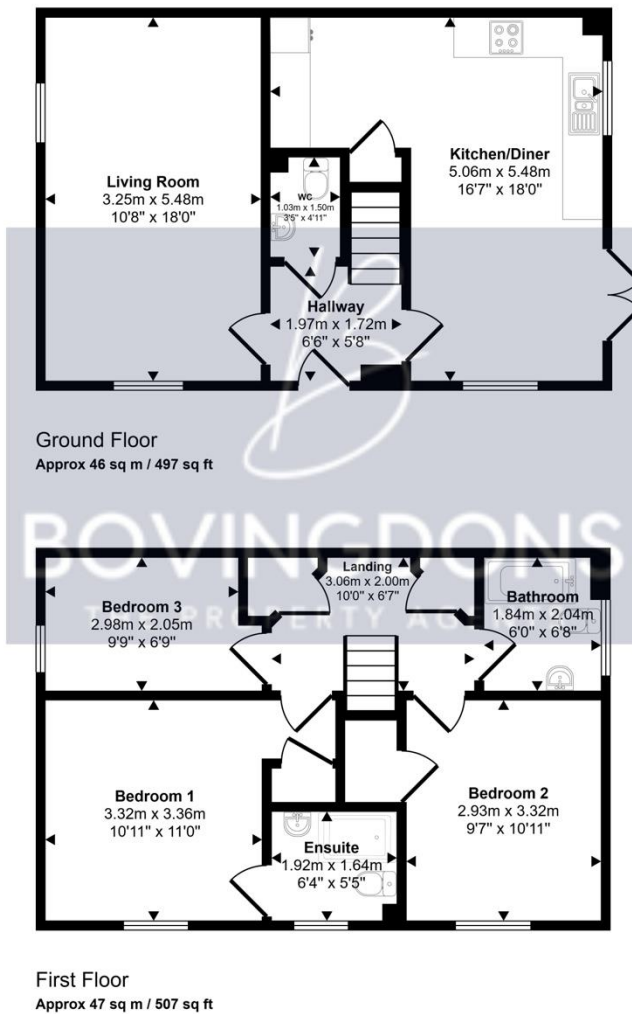 Living Room
3.25m x 5.48m
10'8" x 18'0"
Kitchen/Diner
5.06m x 5.48m
16'7" x 18'0"
WC
1.03m x 1.50m
3'5" x 4'11"
Hallway
1.97m x 1.72m
6'6" x 5'8"
Ground Floor
Approx 46 sq m / 497 sq ft
B
BOVINGDONS
THE PROPERTY AGENTS
Landing
3.06m x 2.00m
10'0" x 6'7"
Bedroom 3
2.98m x 2.05m
9'9" x 6'9"
Bathroom
1.84m x 2.04m
6'0" x 6'8"
Bedroom 1
3.32m x 3.36m
10'11" x 11'0"
Bedroom 2
2.93m x 3.32m
9'7" x 10'11"
Ensuite
1.92m x 1.64m
6'4" x 5'5"
First Floor
Approx 47 sq m / 507 sq ft